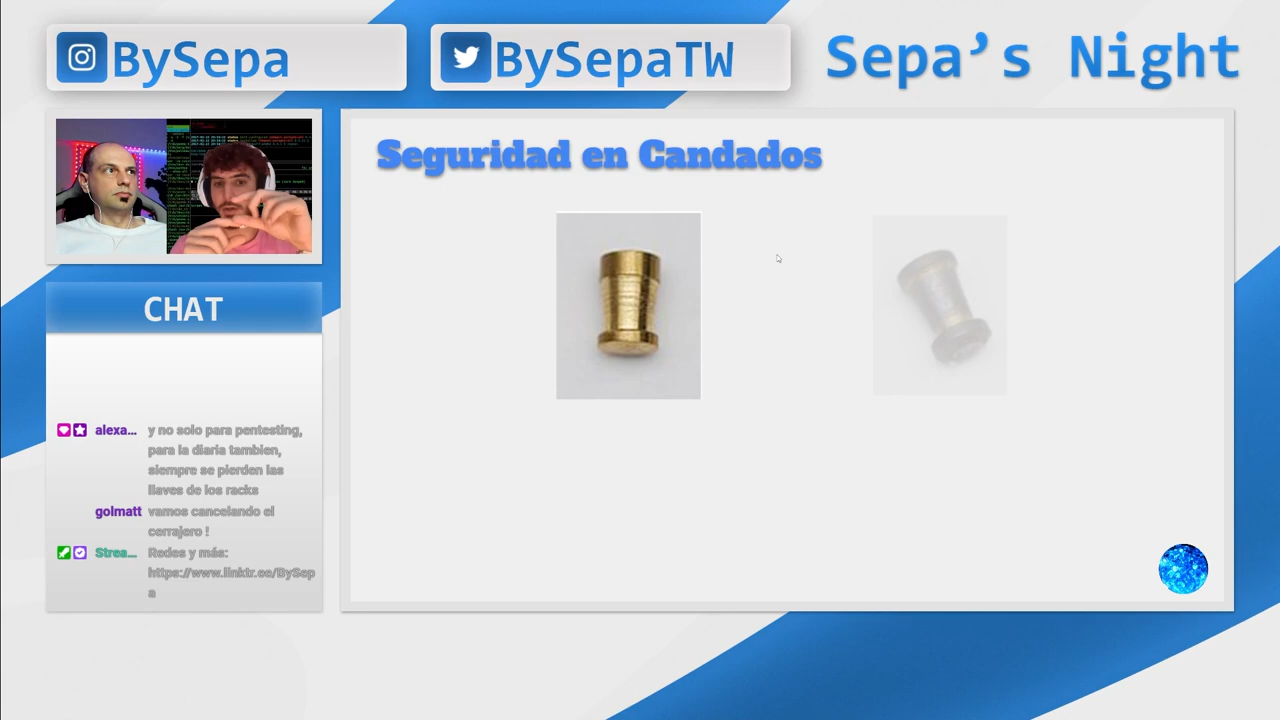 BySepa
BySepaTW
Sepa's Night
Seguridad en Candados
CHAT
alexa… y no solo para pentesting,
para la diaria tambien,
siempre se pierden las
llaves de los racks
golmatt vamos cancelando el
cerrajero !
Strea… Redes y más:
https://www.linktr.ee/BySep
a